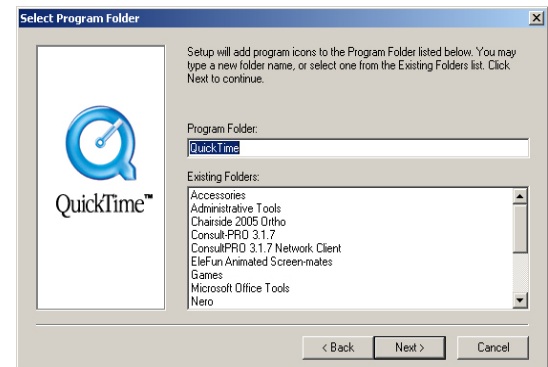 Select Program Folder
Setup will add program icons to the Program Folder listed below. You may
type a new folder name, or select one from the Existing Folders list. Click
Next to continue.
Program Folder:
QuickTime
Existing Folders:
Accessories
Administrative Tools
Chairside 2005 Ortho
Consult-PRO 3.1.7
ConsultPRO 3.1.7 Network Client
EleFun Animated Screen-mates
Games
Microsoft Office Tools
Nero
QuickTime™
< Back
Next >
Cancel